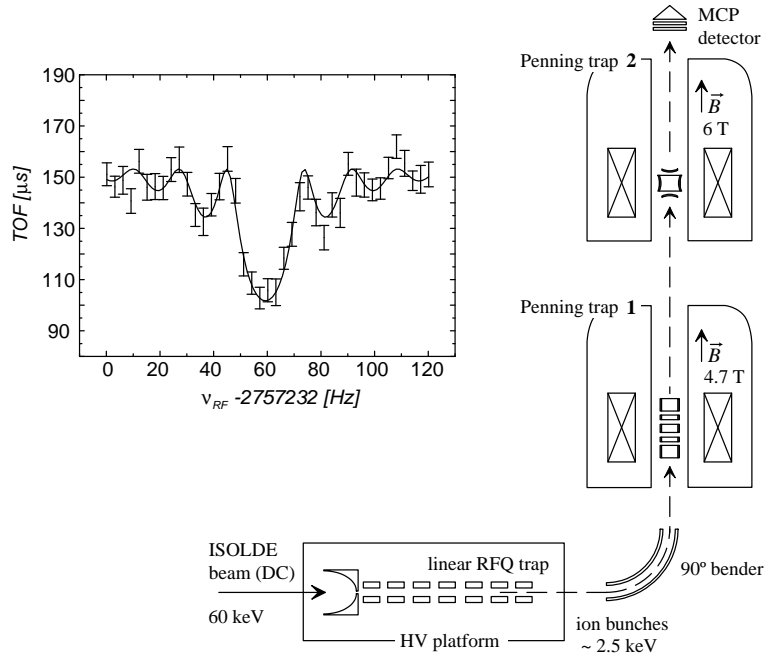 MCP
detector
Penning trap 2
B
6 T
190
170
150
130
110
90
TOF [μs]
0 20 40 60 80 100 120
νRF -2757232 [Hz]
Penning trap 1
B
4.7 T
ISOLDE
beam (DC)
60 keV
linear RFQ trap
HV platform
90º bender
ion bunches
~ 2.5 keV